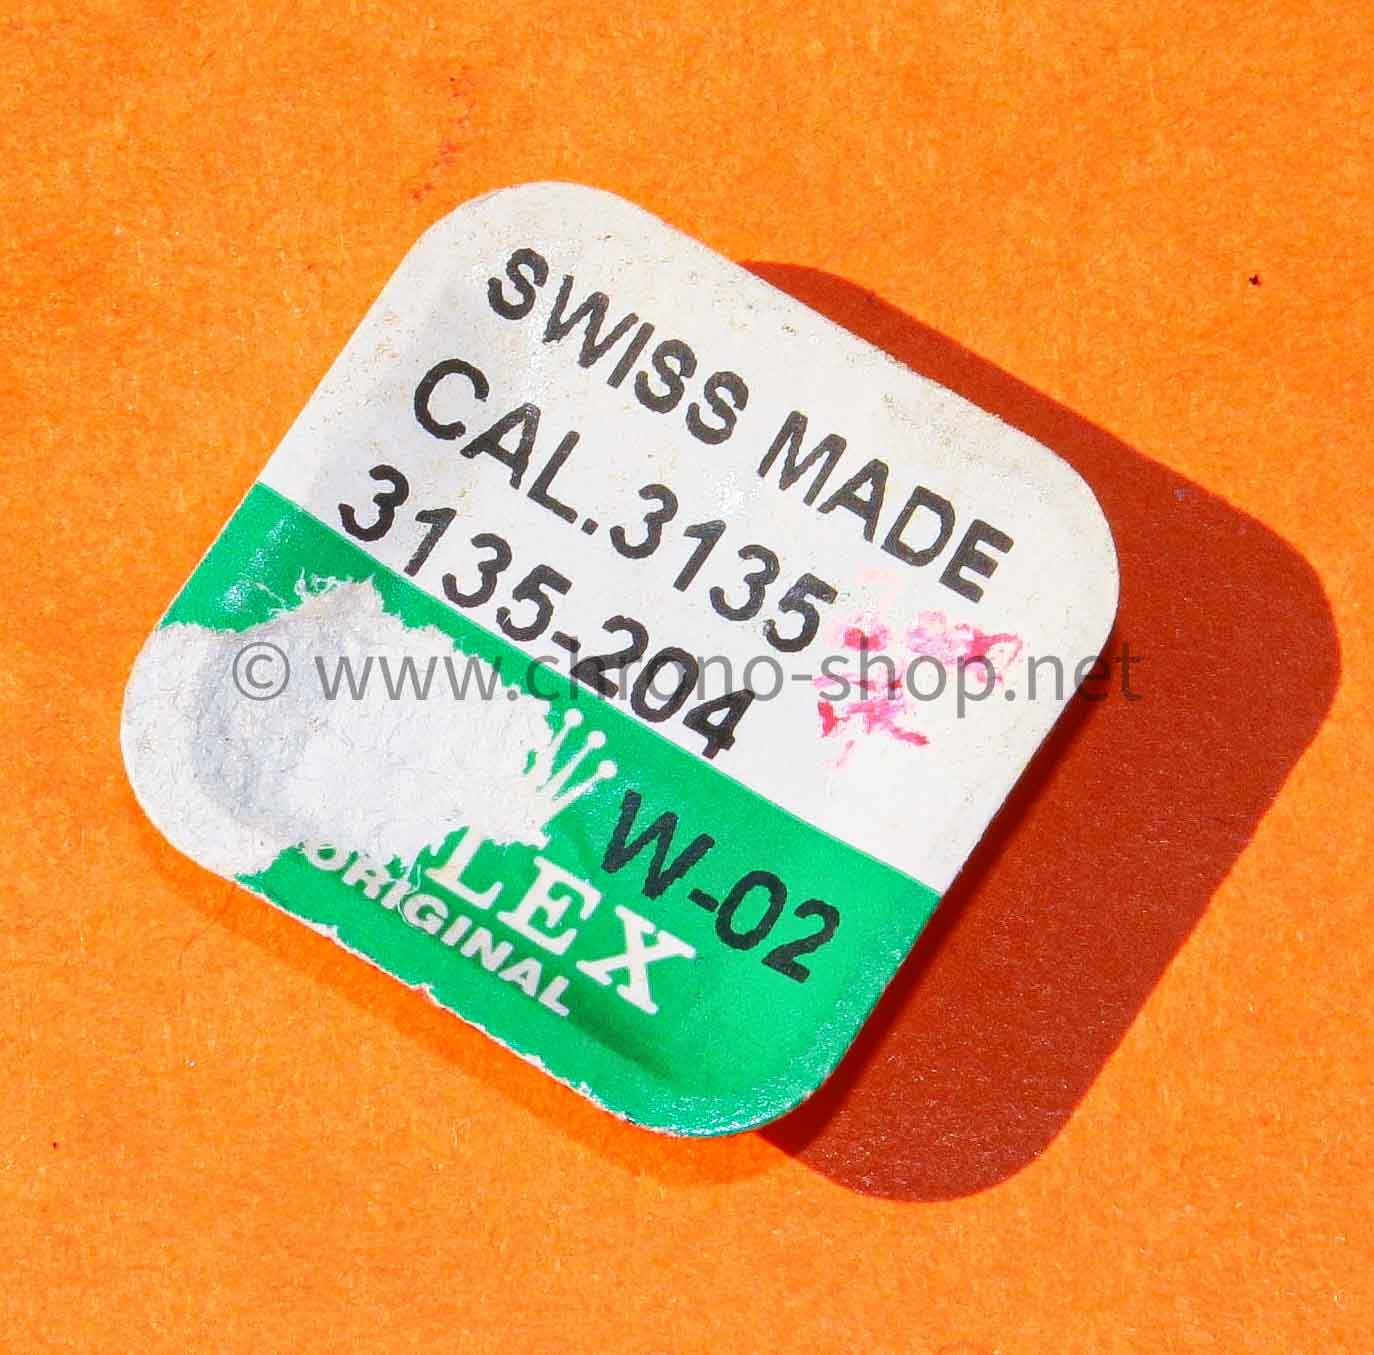 SWISS MADE
CAL.3135
3135-204
W-02
LEX
ORIGINAL
© www.chrono-shop.net